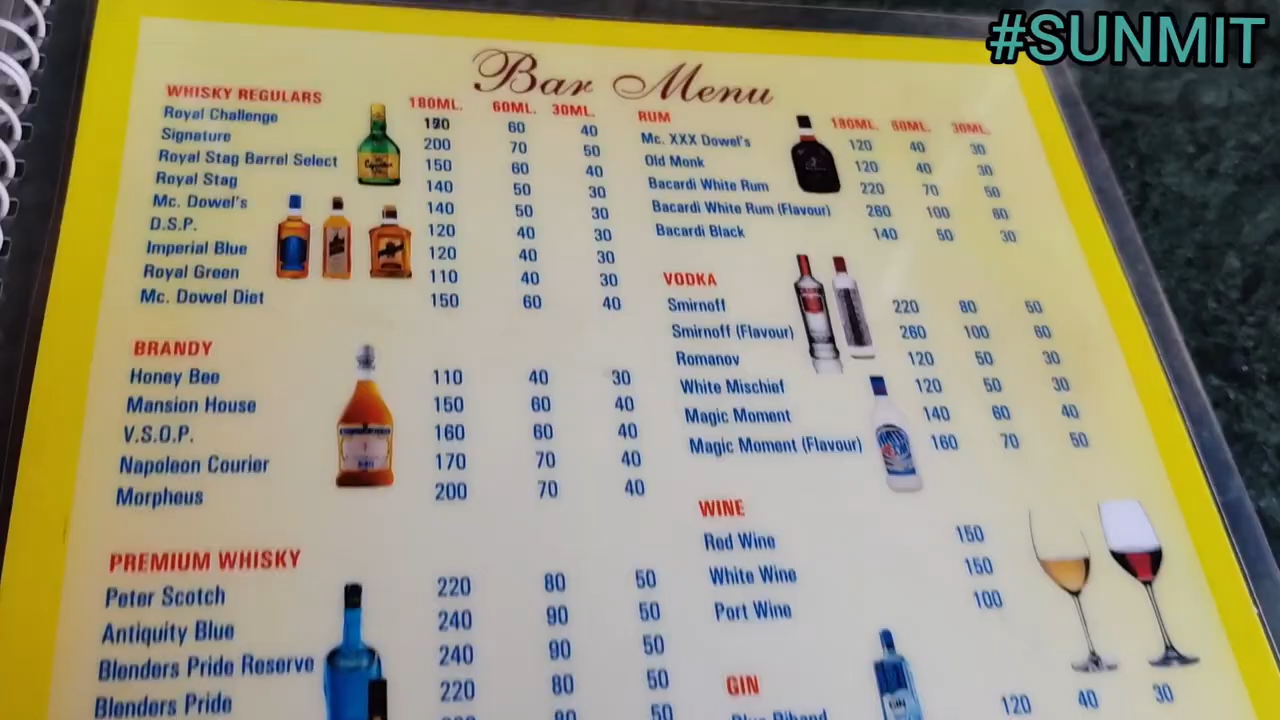 #SUNMIT
Bar Menu
WHISKY REGULARS 180ML. 60ML. 30ML.
Royal Challenge 60 40
Signature 200 70 50
Royal Stag Barrel Select 150 60 40
Royal Stag 140 50 30
Mc. Dowel's 140 50 30
D.S.P. 120 40 30
Imperial Blue 120 40 30
Royal Green 110 40 30
Mc. Dowel Diet 150 60 40
BRANDY
Honey Bee 110 40 30
Mansion House 150 60 40
V.S.O.P. 160 60 40
Napoleon Courier 170 70 40
Morpheus 200 70 40
PREMIUM WHISKY
Peter Scotch 220 80 50
Antiquity Blue 240 90 50
Blenders Pride Reserve 240 90 50
Blenders Pride 220 80 50
RUM 180ML. 60ML. 30ML.
Mc. XXX Dowel's 120 40 30
Old Monk 120 40 30
Bacardi White Rum 220 70 50
Bacardi White Rum (Flavour) 260 100 60
Bacardi Black 140 50 30
VODKA
Smirnoff 220 80 50
Smirnoff (Flavour) 260 100 60
Romanov 120 50 30
White Mischief 120 50 30
Magic Moment 140 60 40
Magic Moment (Flavour) 160 70 50
WINE
Red Wine 150
White Wine 150
Port Wine 100
GIN
Blue Riband 120 40 30